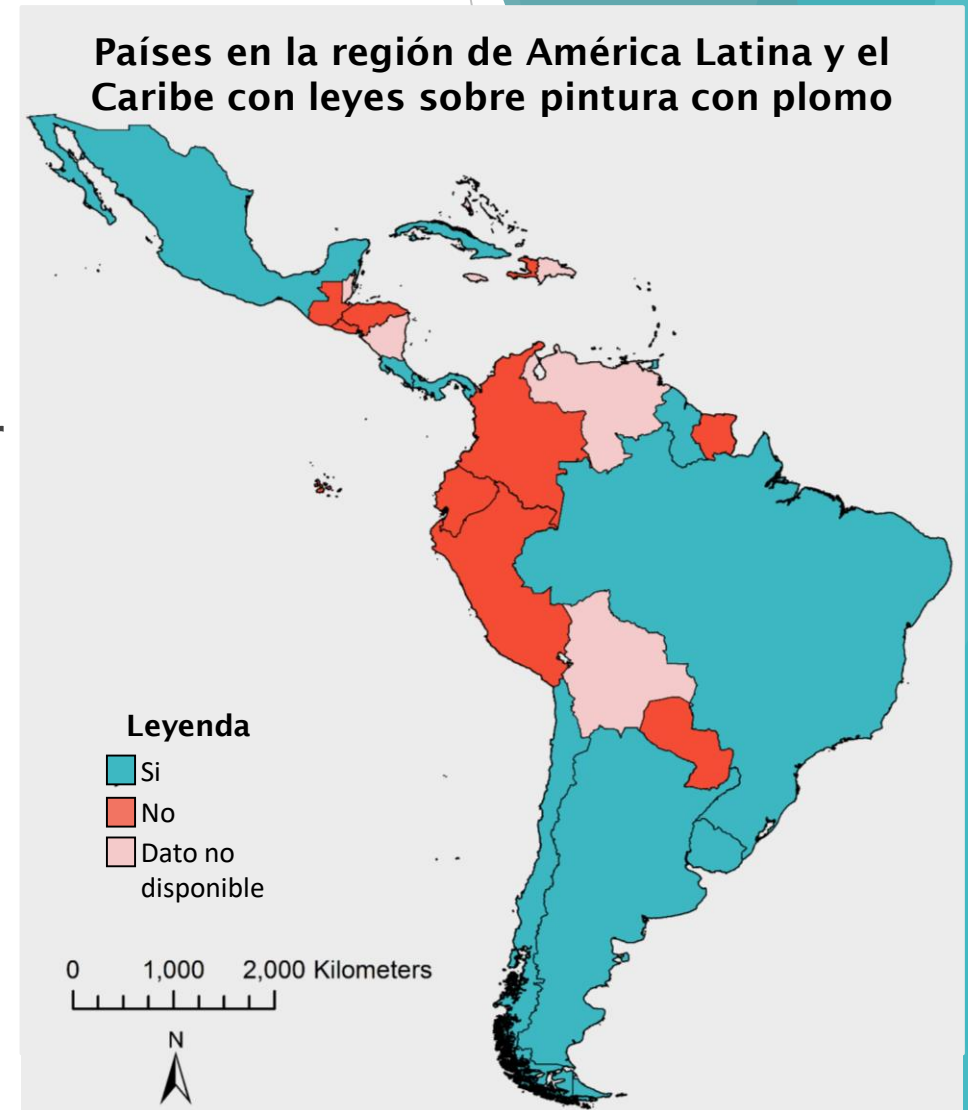 Países en la región de América Latina y el
Caribe con leyes sobre pintura con plomo
Leyenda
Si
No
Dato no
disponible
0 1,000 2,000 Kilometers
N